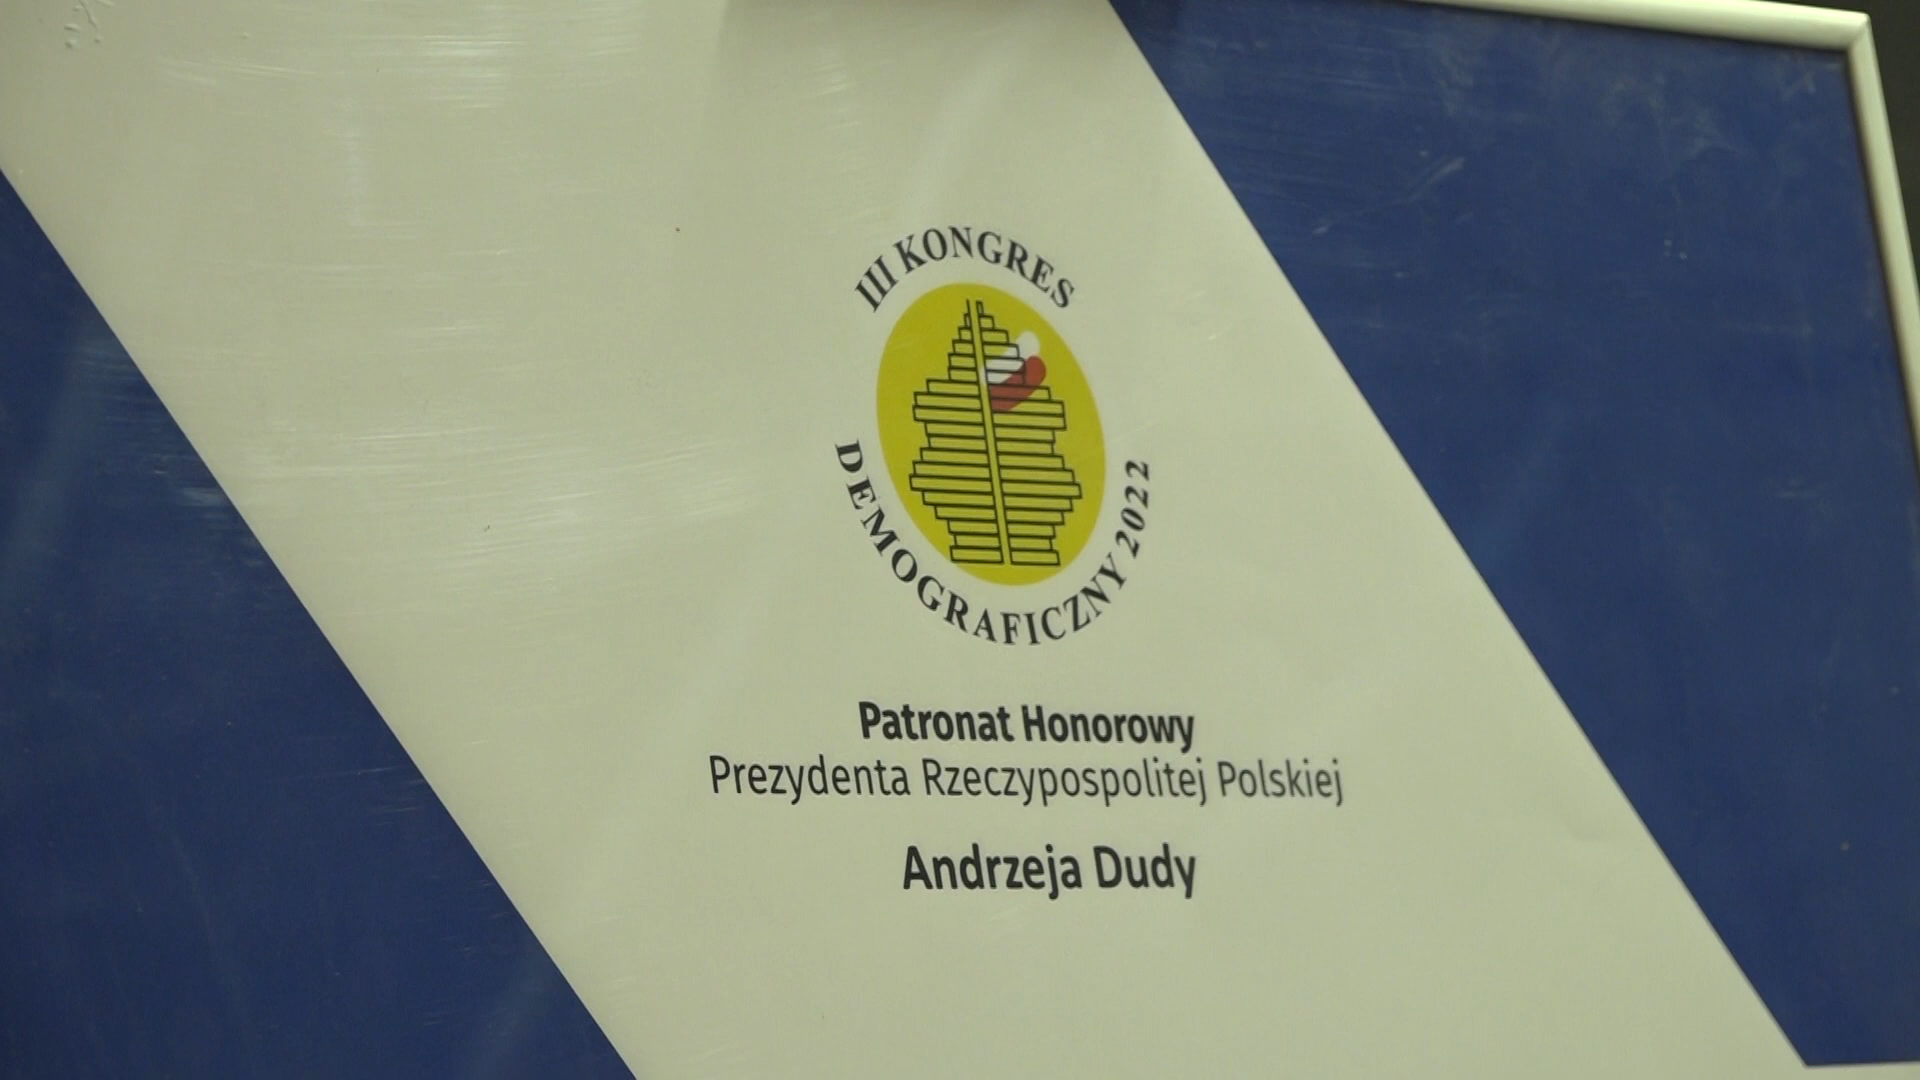 III KONGRES
DEMOGRAFICZNY 2022
Patronat Honorowy
Prezydenta Rzeczypospolitej Polskiej
Andrzeja Dudy